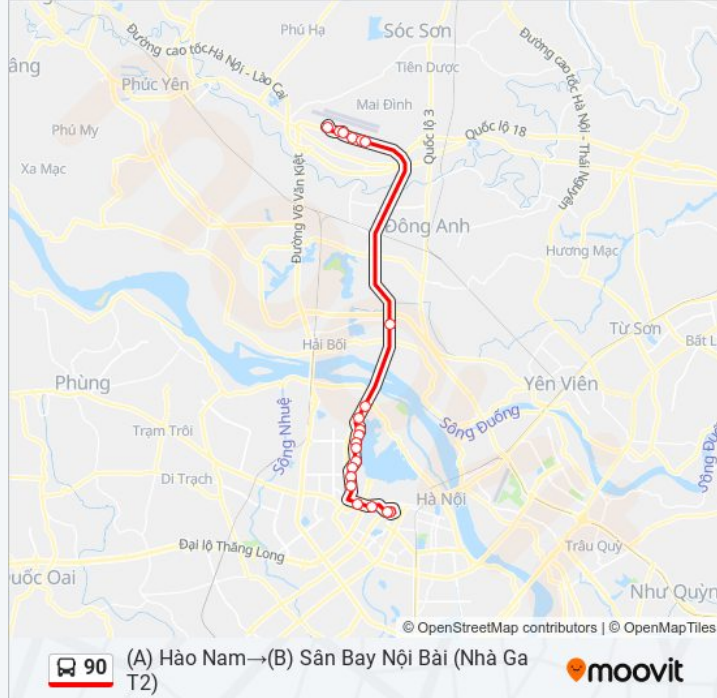 Phú Hạ
Sóc Sơn
Đường cao tốc Hà Nội - Lào Cai
Tiên Dược
Đường cao tốc Hà Nội - Thái Nguyên
âng
Phúc Yên
Mai Đình
Quốc lộ 3
Phú My
Quốc lộ 18
Xa Mạc
Đường Võ Văn Kiệt
Đông Anh
Hương Mạc
Từ Sơn
Hải Bối
Bất L
Phùng
Yên Viên
Sông Nhuệ
Sông Đuống
Trạm Trôi
Sông Đu
Di Trạch
Hà Nội
Đại lộ Thăng Long
Trâu Quỳ
uốc Oai
Như Quỳn
© OpenStreetMap contributors | © OpenMapTiles
90
(A) Hào Nam→(B) Sân Bay Nội Bài (Nhà Ga
T2)
moovit